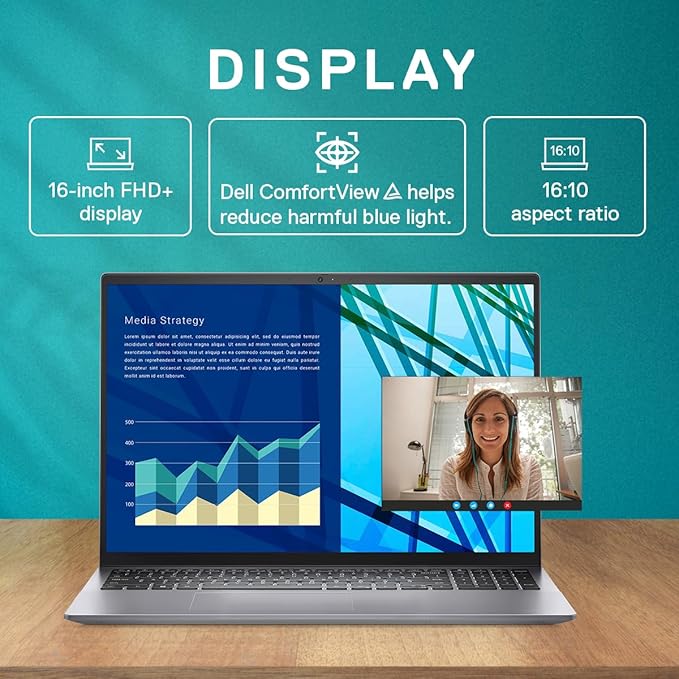 DISPLAY
16-inch FHD+
display
Dell ComfortView helps
reduce harmful blue light.
16:10
16:10
aspect ratio
Media Strategy
Lorem ipsum dolor sit amet, consectetur adipiscing elit, sed do eiusmod tempor
incididunt ut labore et dolore magna aliqua. Ut enim ad minim veniam, quis nostrud
exercitation ullamco laboris nisi ut aliquip ex ea commodo consequat. Duis aute irure
dolor in reprehenderit in voluptate velit esse cillum dolore eu fugiat nulla pariatur.
Excepteur sint occaecat cupidatat non proident, sunt in culpa qui officia deserunt
mollit anim id est laborum.
500
400
300
200
100